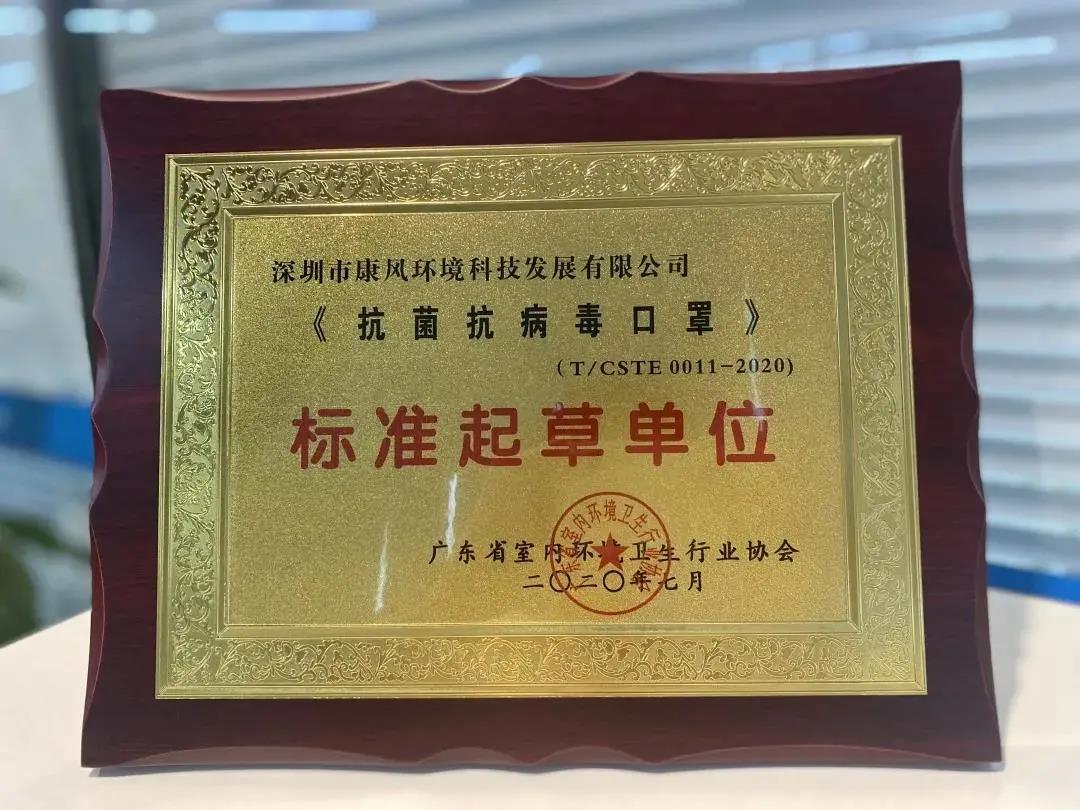 深圳市康风环境科技发展有限公司
《抗菌抗病毒口罩》
(T/CSTE 0011-2020)
标准起草单位
广东省室内环境卫生行业协会
二〇二〇年七月